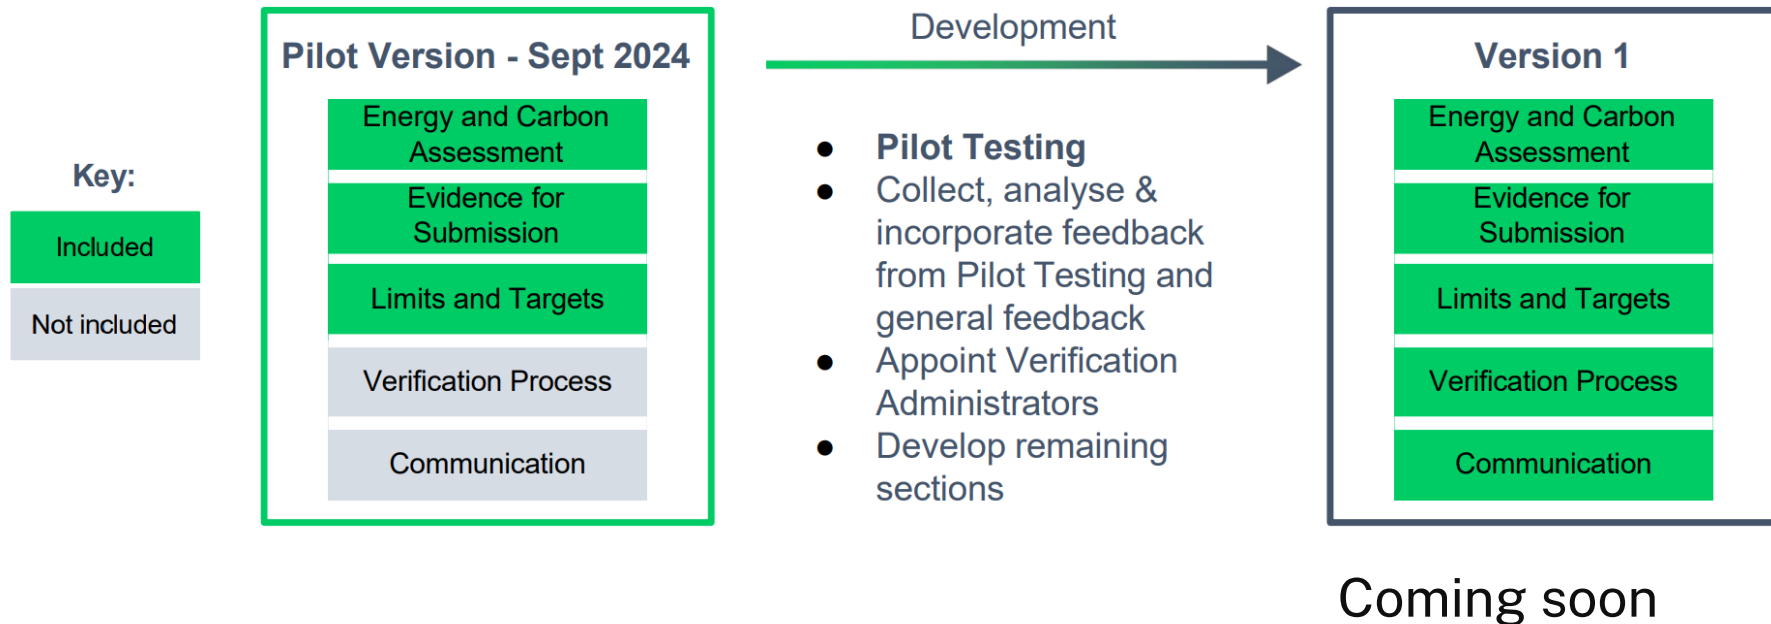 Key:
Included
Not included
Pilot Version - Sept 2024
Energy and Carbon
Assessment
Evidence for
Submission
Limits and Targets
Verification Process
Communication
Development
● Pilot Testing
● Collect, analyse &
incorporate feedback
from Pilot Testing and
general feedback
● Appoint Verification
Administrators
● Develop remaining
sections
Version 1
Energy and Carbon
Assessment
Evidence for
Submission
Limits and Targets
Verification Process
Communication
Coming soon